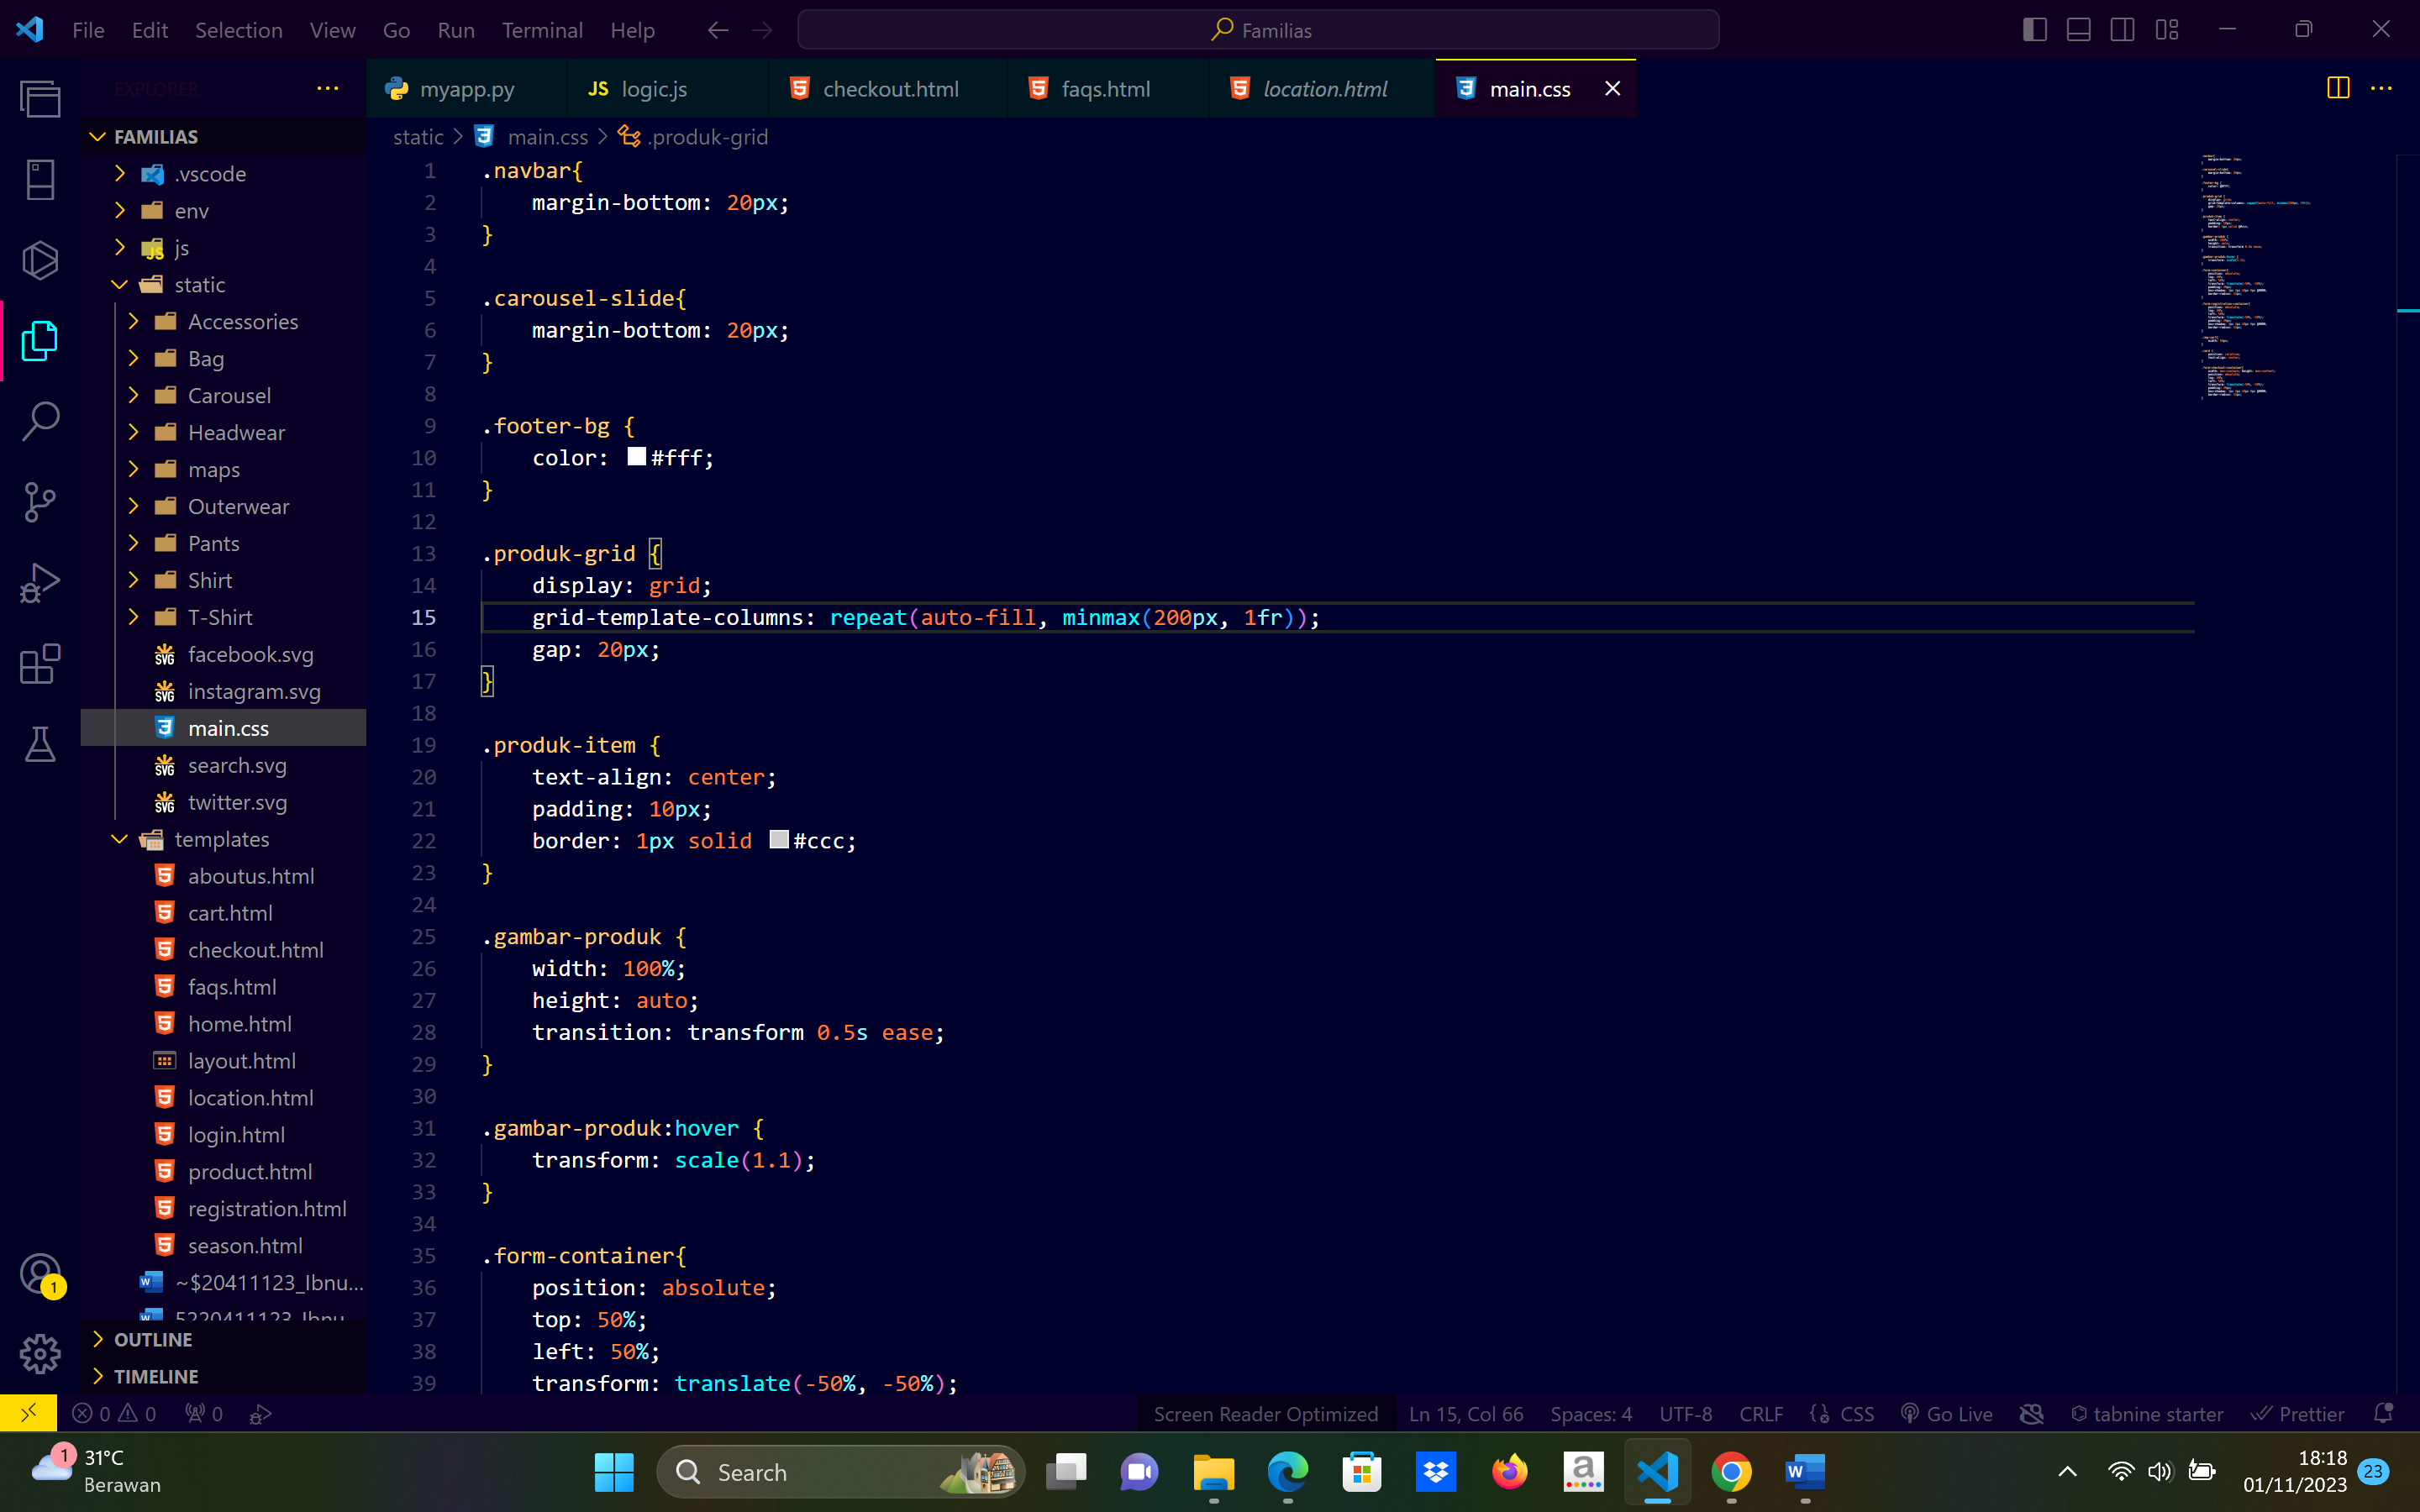 File Edit Selection View Go Run Terminal Help Familias
EXPLORER
myapp.py JS logic.js checkout.html faqs.html location.html main.css
FAMILIAS
static > main.css > .produk-grid
.vscode
env
js
static
Accessories
Bag
Carousel
Headwear
maps
Outerwear
Pants
Shirt
T-Shirt
facebook.svg
instagram.svg
main.css
search.svg
twitter.svg
templates
aboutus.html
cart.html
checkout.html
faqs.html
home.html
layout.html
location.html
login.html
product.html
registration.html
season.html
~$20411123_Ibnu...
5220411123_Ibnu
OUTLINE
TIMELINE
1 .navbar{
2 margin-bottom: 20px;
3 }
4
5 .carousel-slide{
6 margin-bottom: 20px;
7 }
8
9 .footer-bg {
10 color: #fff;
11 }
12
13 .produk-grid {
14 display: grid;
15 grid-template-columns: repeat(auto-fill, minmax(200px, 1fr));
16 gap: 20px;
17 }
18
19 .produk-item {
20 text-align: center;
21 padding: 10px;
22 border: 1px solid #ccc;
23 }
24
25 .gambar-produk {
26 width: 100%;
27 height: auto;
28 transition: transform 0.5s ease;
29 }
30
31 .gambar-produk:hover {
32 transform: scale(1.1);
33 }
34
35 .form-container{
36 position: absolute;
37 top: 50%;
38 left: 50%;
39 transform: translate(-50%, -50%);
1
0 0 0 Screen Reader Optimized Ln 15, Col 66 Spaces: 4 UTF-8 CRLF {} CSS Go Live tabnine starter Prettier
1 31°C
Berawan
Search
18:18
01/11/2023
23